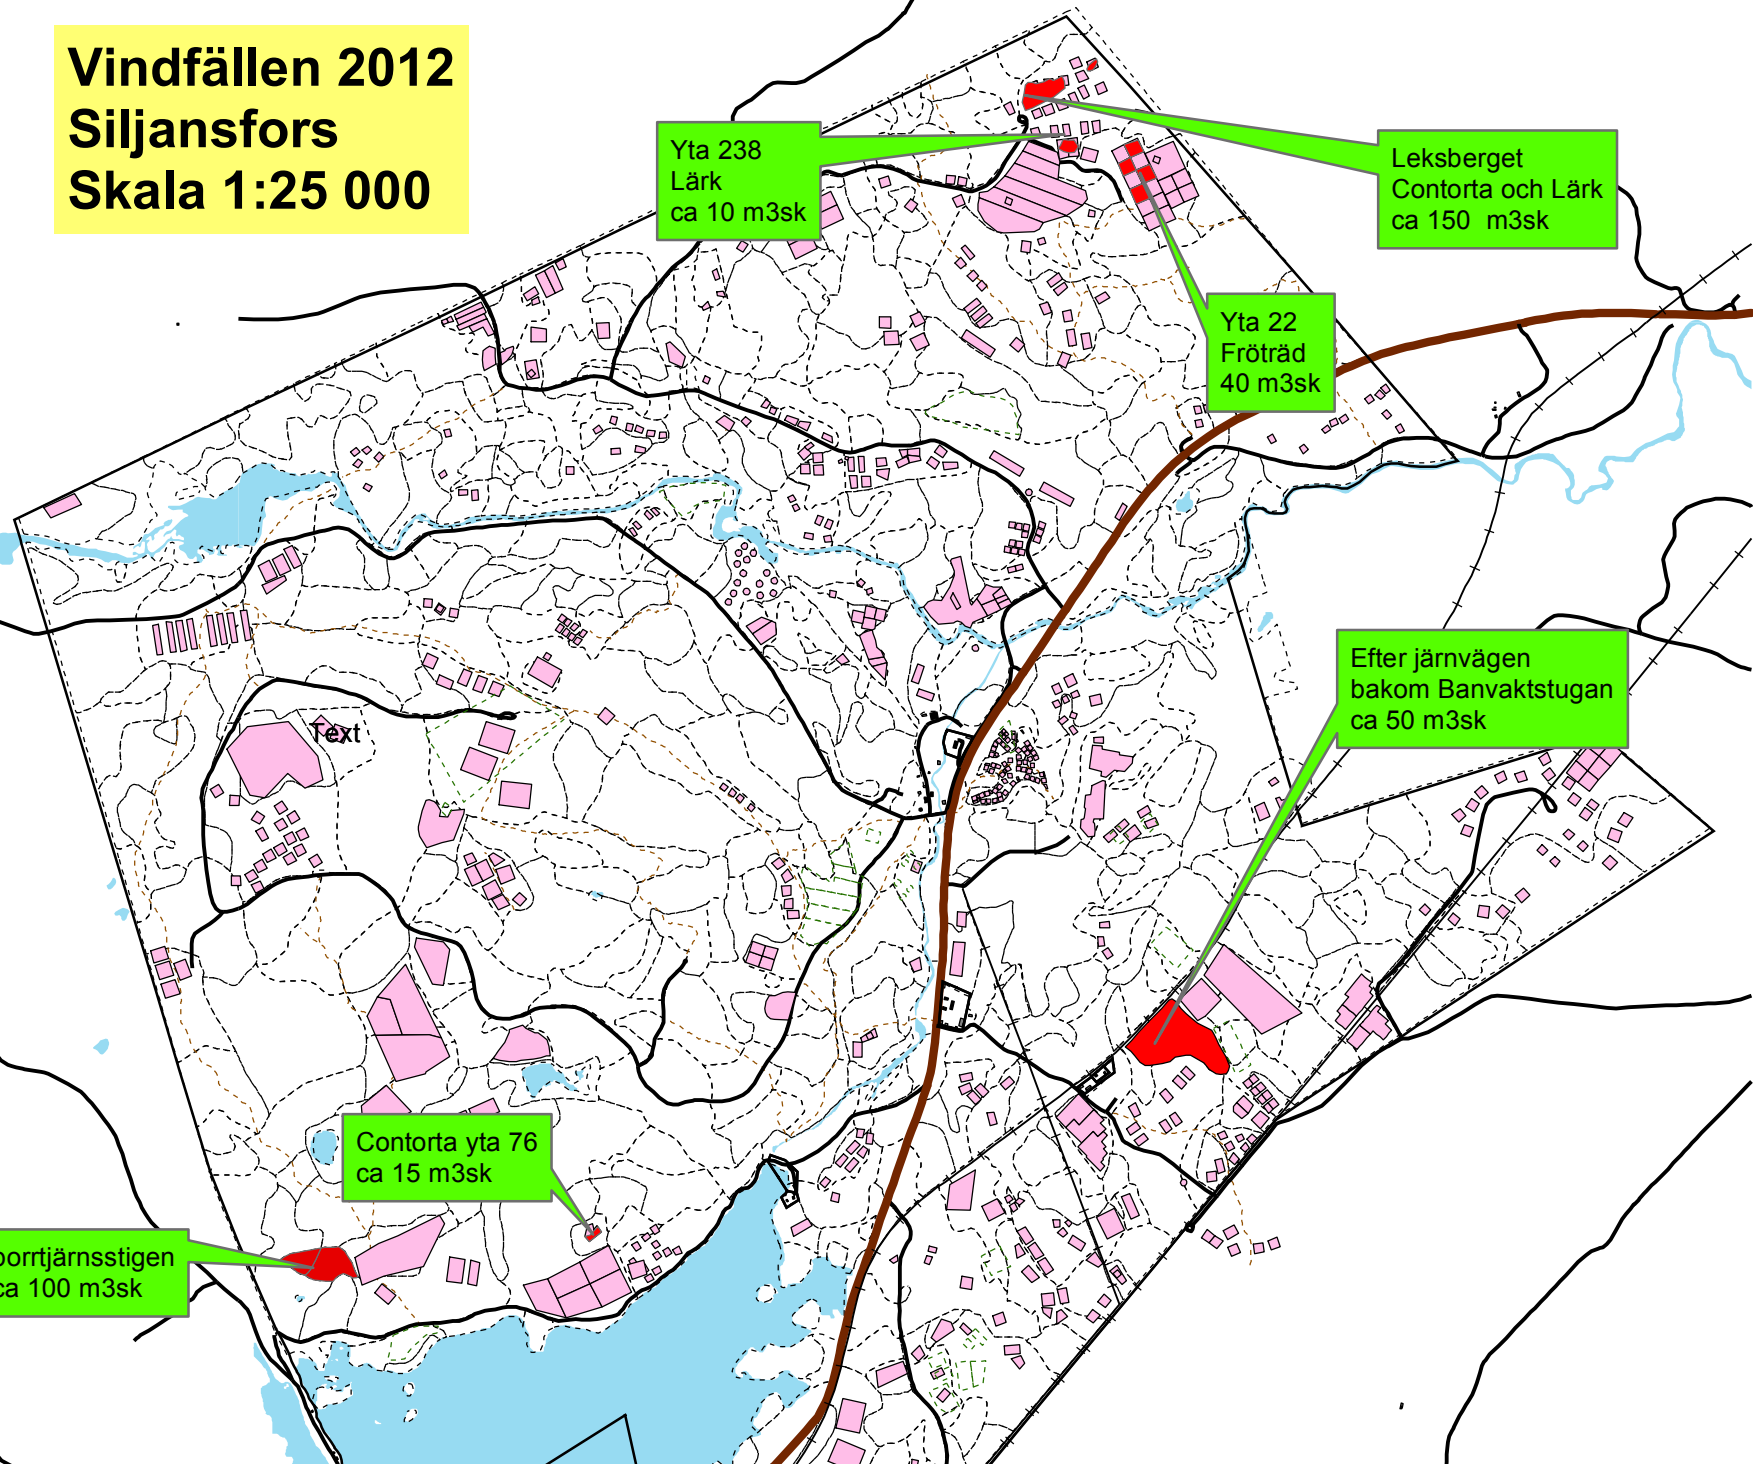 Vindfällen 2012
Siljansfors
Skala 1:25 000
Yta 238
Lärk
ca 10 m3sk
Leksberget
Contorta och Lärk
ca 150 m3sk
Yta 22
Fröträd
40 m3sk
Efter järnvägen
bakom Banvaktstugan
ca 50 m3sk
Text
Contorta yta 76
ca 15 m3sk
porrtjärnsstigen
ca 100 m3sk